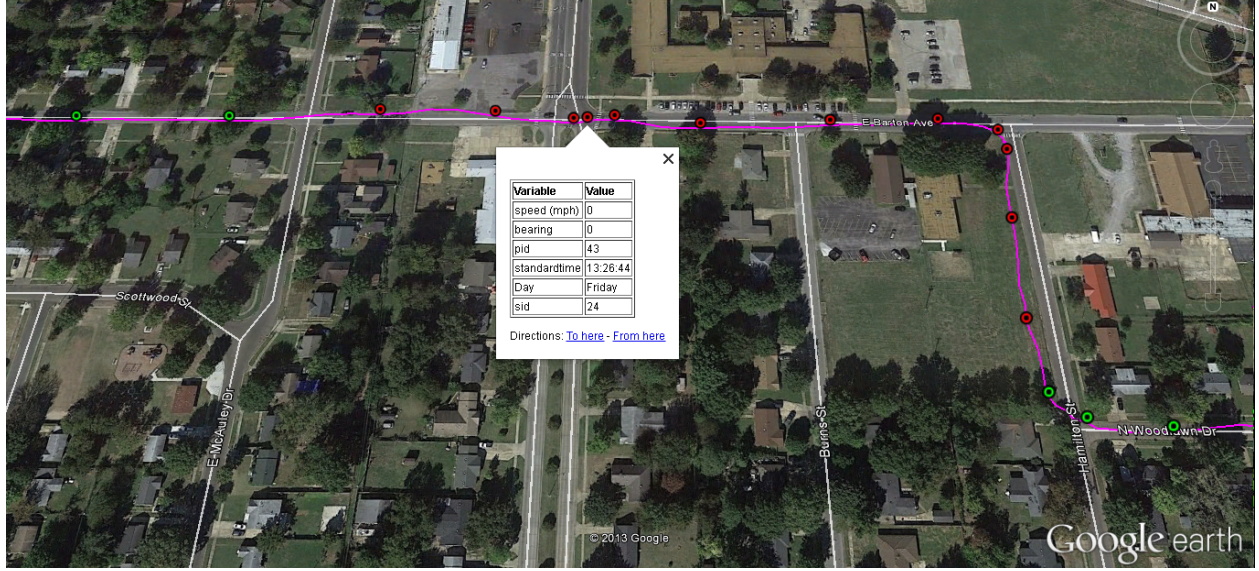 N
E Barton Ave
Variable Value
speed (mph) 0
bearing 0
pid 43
standardtime 13:26:44
Day Friday
sid 24
Directions: To here - From here
Scottwood St
E McAuley Dr
Burns St
Hamilton St
N Woodlawn Dr
© 2013 Google
Google earth